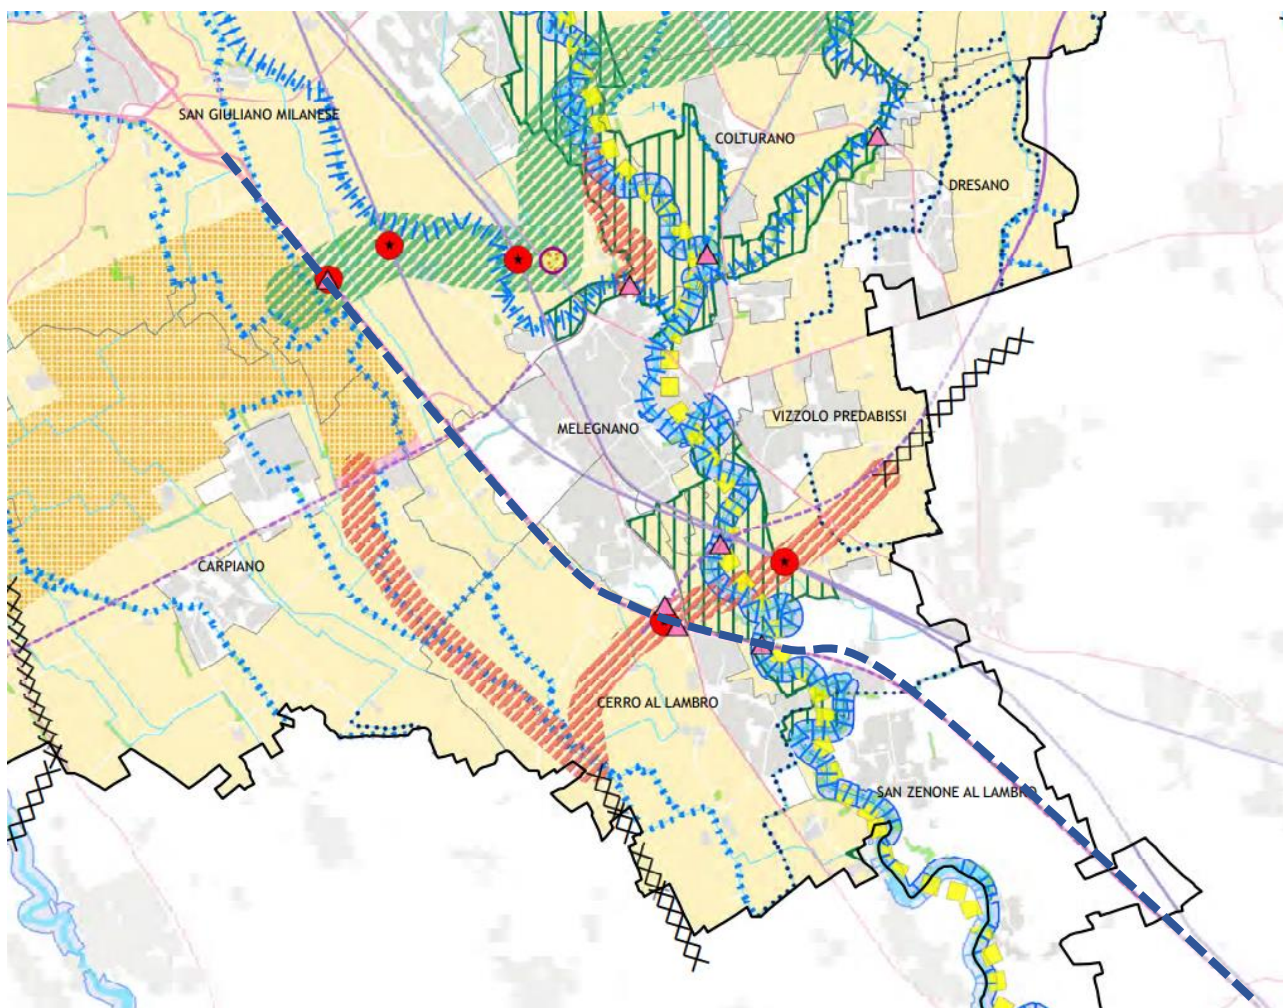 SAN GIULIANO MILANESE
COLTURANO
DRESANO
VIZZOLO PREDABISSI
MELEGNANO
CARPIANO
CERRO AL LAMBRO
SAN ZENONE AL LAMBRO